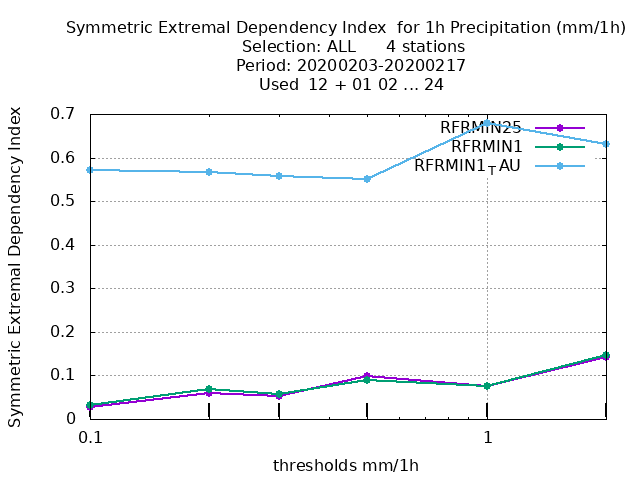 Symmetric Extremal Dependency Index  for 1h Precipitation (mm/1h)
Selection: ALL      4 stations
Period: 20200203-20200217
Used  12 + 01 02 ... 24
Symmetric Extremal Dependency Index
0.7
0.6
0.5
0.4
0.3
0.2
0.1
0
RFRMIN25
RFRMIN1
RFRMIN1TAU
0.1 1
thresholds mm/1h